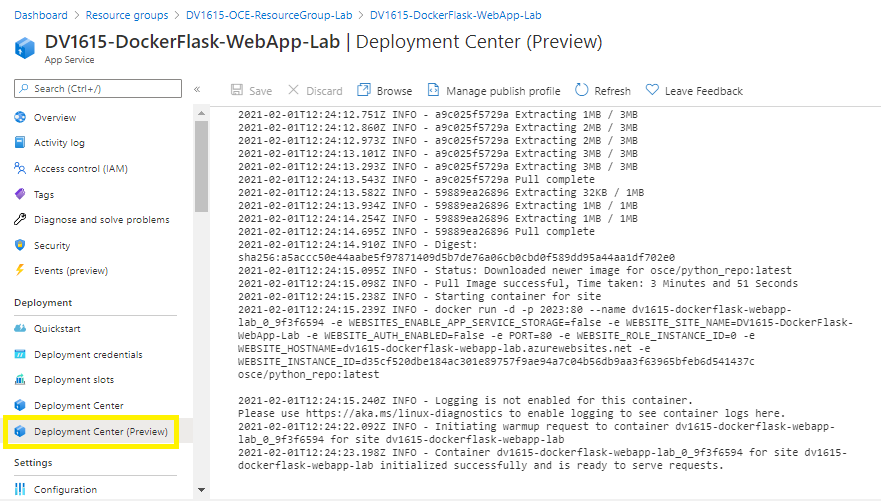 Dashboard > Resource groups > DV1615-OCE-ResourceGroup-Lab > DV1615-DockerFlask-WebApp-Lab
DV1615-DockerFlask-WebApp-Lab | Deployment Center (Preview)
App Service
Search (Ctrl+/)
«
Save
Discard
Browse
Manage publish profile
Refresh
Leave Feedback
Overview
Activity log
Access control (IAM)
Tags
Diagnose and solve problems
Security
Events (preview)
Deployment
Quickstart
Deployment credentials
Deployment slots
Deployment Center
Deployment Center (Preview)
Settings
Configuration
2021-02-01T12:24:12.751Z INFO - a9c025f5729a Extracting 1MB / 3MB
2021-02-01T12:24:12.860Z INFO - a9c025f5729a Extracting 2MB / 3MB
2021-02-01T12:24:12.973Z INFO - a9c025f5729a Extracting 2MB / 3MB
2021-02-01T12:24:13.101Z INFO - a9c025f5729a Extracting 3MB / 3MB
2021-02-01T12:24:13.293Z INFO - a9c025f5729a Extracting 3MB / 3MB
2021-02-01T12:24:13.543Z INFO - a9c025f5729a Pull complete
2021-02-01T12:24:13.582Z INFO - 59889ea26896 Extracting 32KB / 1MB
2021-02-01T12:24:13.934Z INFO - 59889ea26896 Extracting 1MB / 1MB
2021-02-01T12:24:14.254Z INFO - 59889ea26896 Extracting 1MB / 1MB
2021-02-01T12:24:14.695Z INFO - 59889ea26896 Pull complete
2021-02-01T12:24:14.910Z INFO - Digest:
sha256:a5accc50e44aabe5f97871409d5b7de76a06cb0cbd0f589dd95a44aa1df702e0
2021-02-01T12:24:15.095Z INFO - Status: Downloaded newer image for osce/python_repo:latest
2021-02-01T12:24:15.098Z INFO - Pull Image successful, Time taken: 3 Minutes and 51 Seconds
2021-02-01T12:24:15.238Z INFO - Starting container for site
2021-02-01T12:24:15.239Z INFO - docker run -d -p 2023:80 --name dv1615-dockerflask-webapp-
lab_0_9f3f6594 -e WEBSITES_ENABLE_APP_SERVICE_STORAGE=false -e WEBSITE_SITE_NAME=DV1615-DockerFlask-
WebApp-Lab -e WEBSITE_AUTH_ENABLED=False -e PORT=80 -e WEBSITE_ROLE_INSTANCE_ID=0 -e
WEBSITE_HOSTNAME=dv1615-dockerflask-webapp-lab.azurewebsites.net -e
WEBSITE_INSTANCE_ID=d35cf520dbe184ac301e89757f9ae94a7c04b56db9aa3f63965bfeb6d541437c
osce/python_repo:latest
2021-02-01T12:24:15.240Z INFO - Logging is not enabled for this container.
Please use https://aka.ms/linux-diagnostics to enable logging to see container logs here.
2021-02-01T12:24:22.092Z INFO - Initiating warmup request to container dv1615-dockerflask-webapp-
lab_0_9f3f6594 for site dv1615-dockerflask-webapp-lab
2021-02-01T12:24:23.198Z INFO - Container dv1615-dockerflask-webapp-lab_0_9f3f6594 for site dv1615-
dockerflask-webapp-lab initialized successfully and is ready to serve requests.